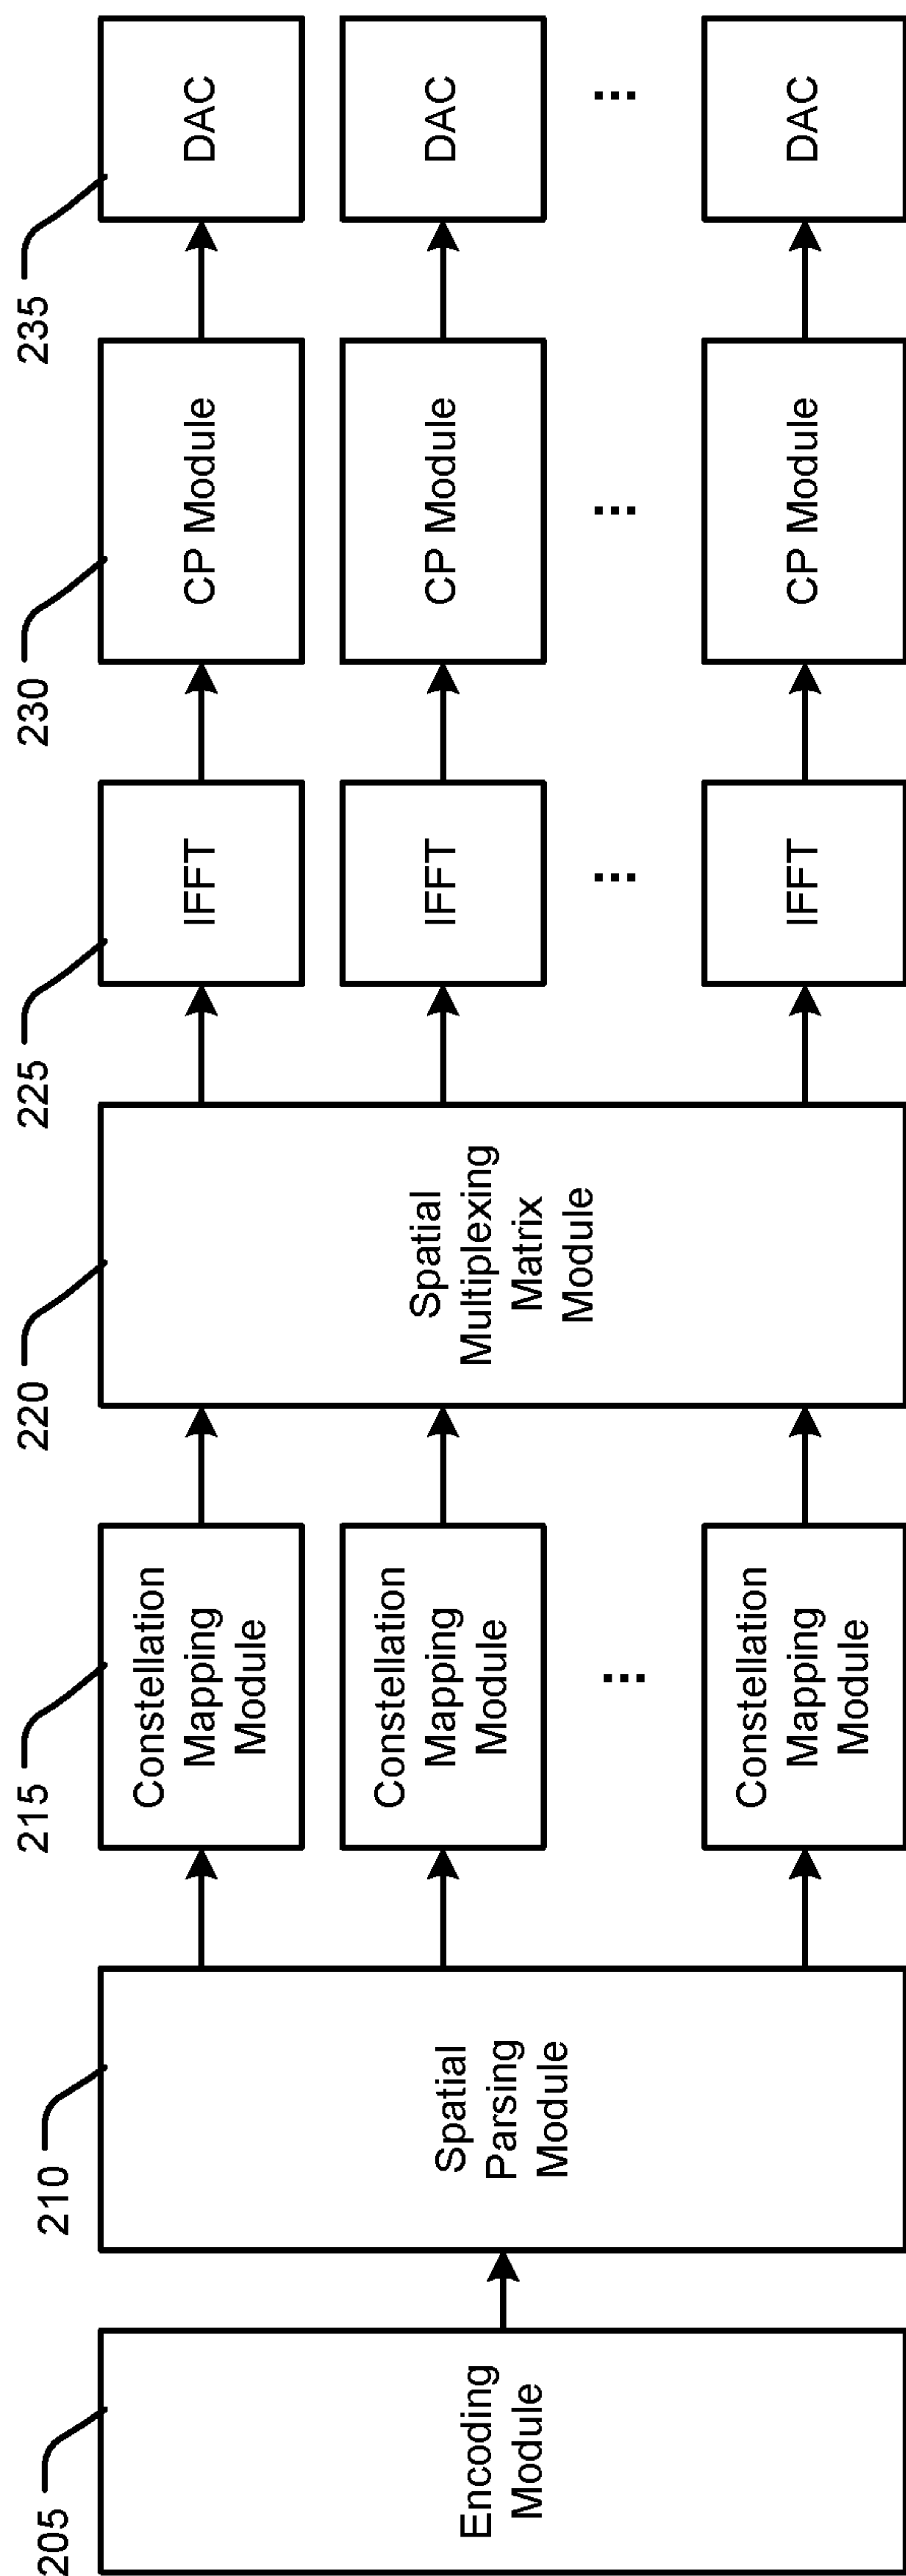 205
Encoding
Module
210
Spatial
Parsing
Module
215
Constellation
Mapping
Module
Constellation
Mapping
Module
...
Constellation
Mapping
Module
220
Spatial
Multiplexing
Matrix
Module
225
IFFT
IFFT
...
IFFT
230
CP Module
CP Module
...
CP Module
235
DAC
DAC
...
DAC